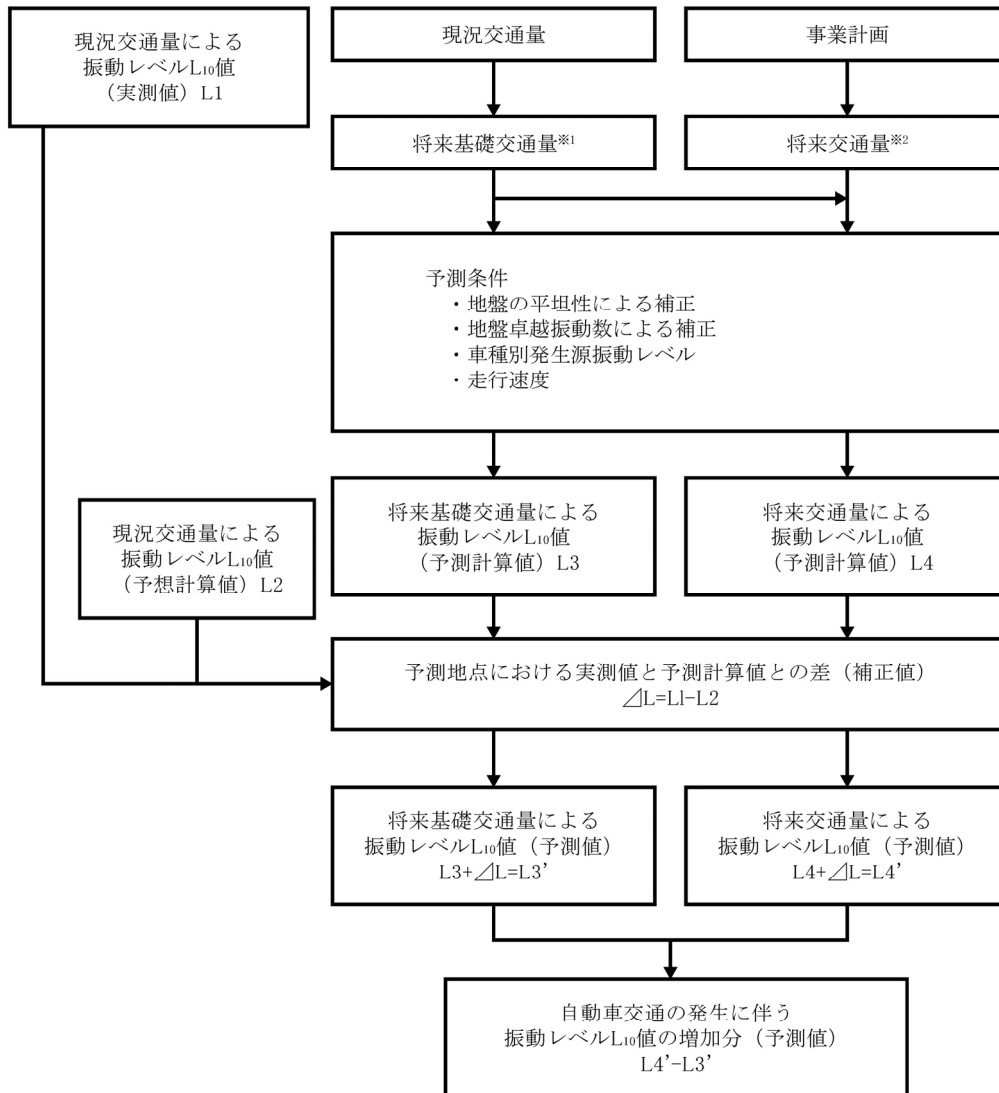 現況交通量による
振動レベルL₁₀値
（実測値）L1
現況交通量
事業計画
将来基礎交通量※1
将来交通量※2
予測条件
・地盤の平坦性による補正
・地盤卓越振動数による補正
・車種別発生源振動レベル
・走行速度
現況交通量による
振動レベルL₁₀値
（予想計算値）L2
将来基礎交通量による
振動レベルL₁₀値
（予測計算値）L3
将来交通量による
振動レベルL₁₀値
（予測計算値）L4
予測地点における実測値と予測計算値との差（補正値）
⊿L=Ll-L2
将来基礎交通量による
振動レベルL₁₀値（予測値）
L3+⊿L=L3’
将来交通量による
振動レベルL₁₀値（予測値）
L4+⊿L=L4’
自動車交通の発生に伴う
振動レベルL₁₀値の増加分（予測値）
L4’-L3’